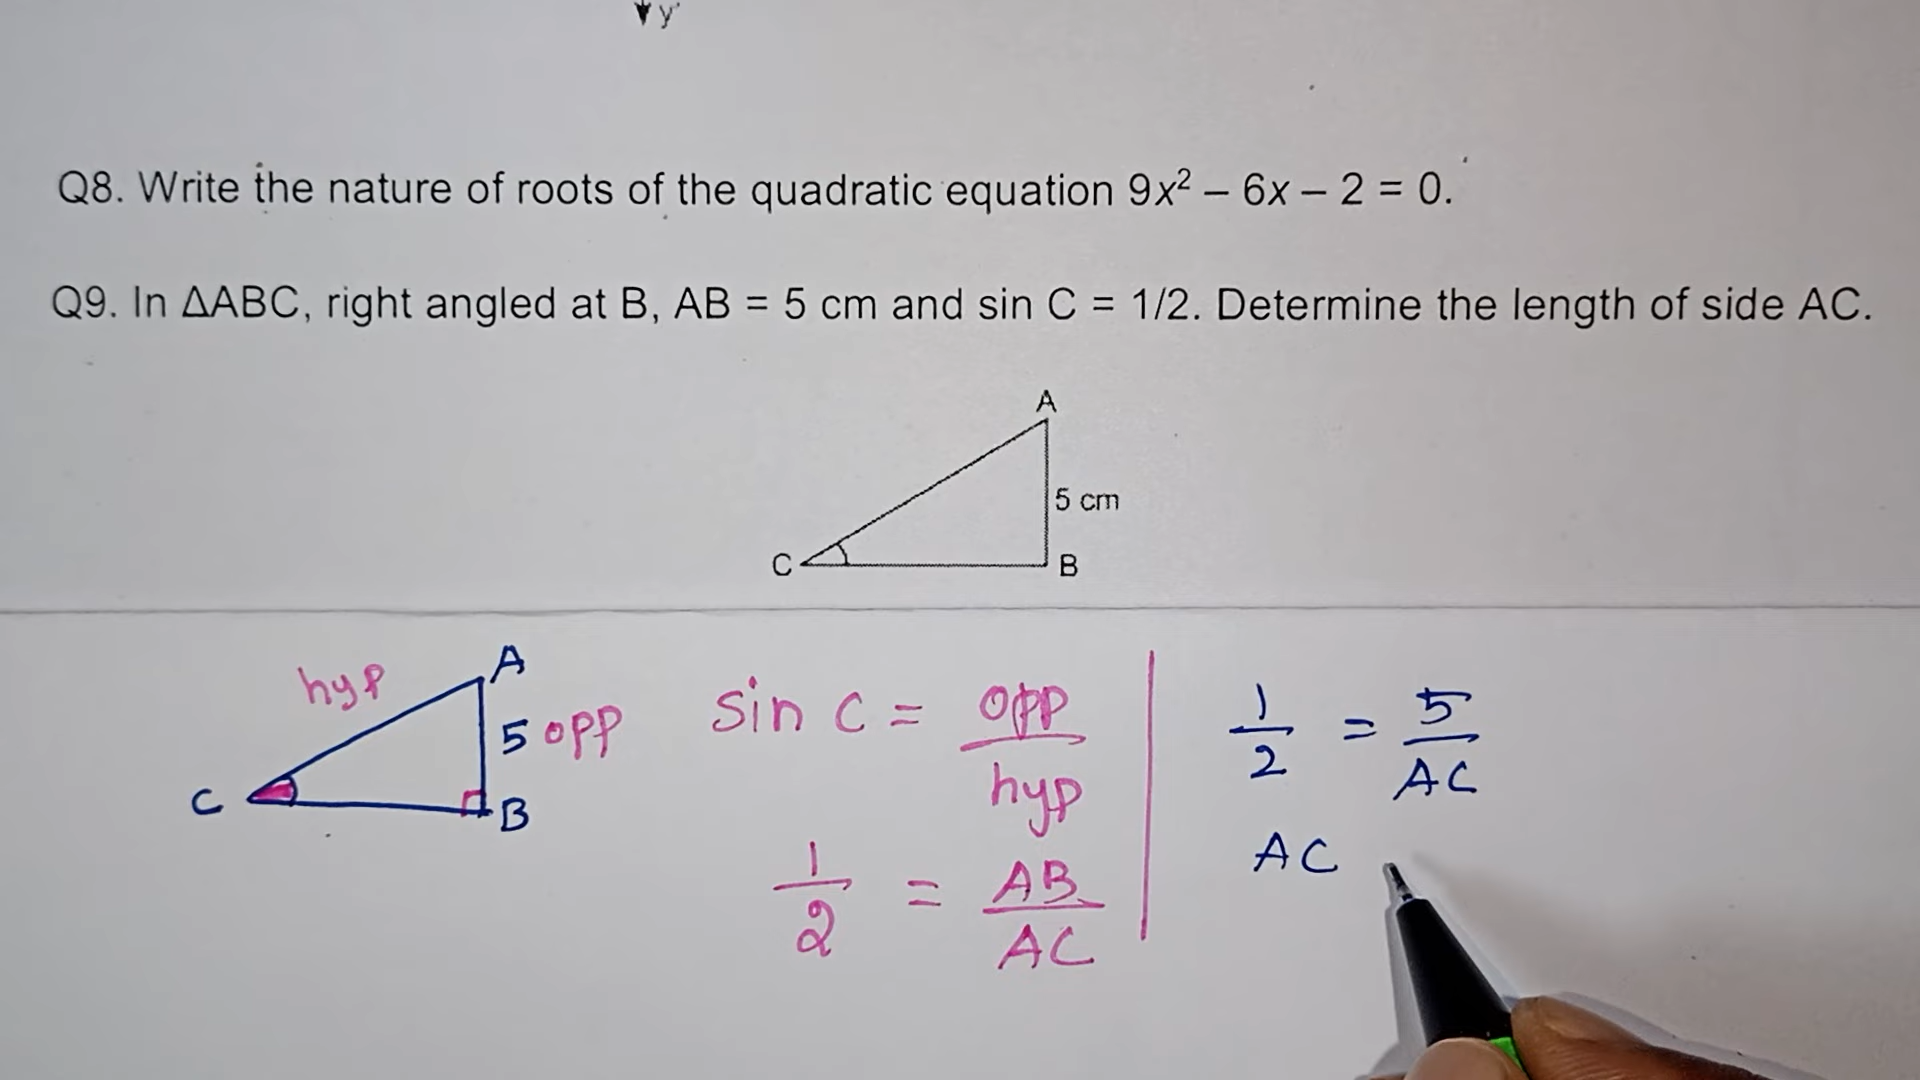 y'
Q8. Write the nature of roots of the quadratic equation 9x² – 6x – 2 = 0.
Q9. In ΔABC, right angled at B, AB = 5 cm and sin C = 1/2. Determine the length of side AC.
A
5 cm
C
B
hyp
A
5 opp
C
B
sin C = opp/hyp
1/2 = AB/AC
1/2 = 5/AC
AC